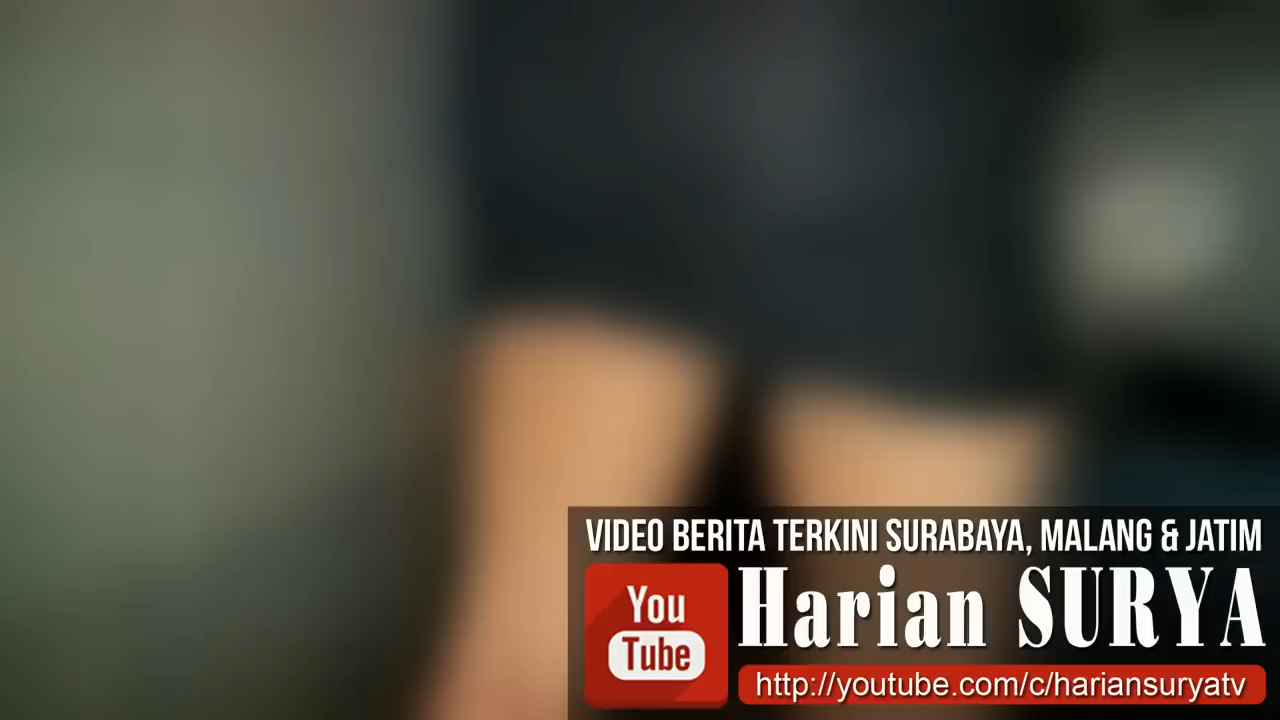 VIDEO BERITA TERKINI SURABAYA, MALANG & JATIM
You
Tube
Harian SURYA
http://youtube.com/c/hariansuryatv